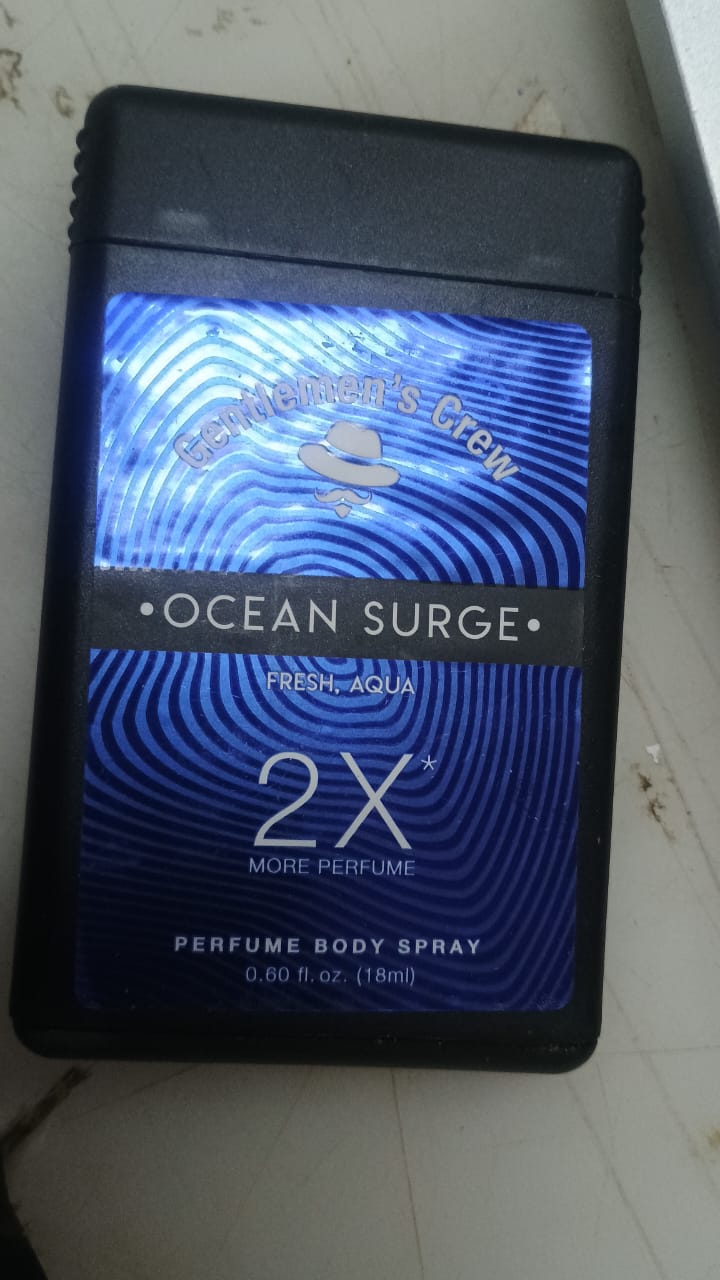 Gentlemen's Crew
•OCEAN SURGE•
FRESH, AQUA
2X*
MORE PERFUME
PERFUME BODY SPRAY
0.60 fl. oz. (18ml)